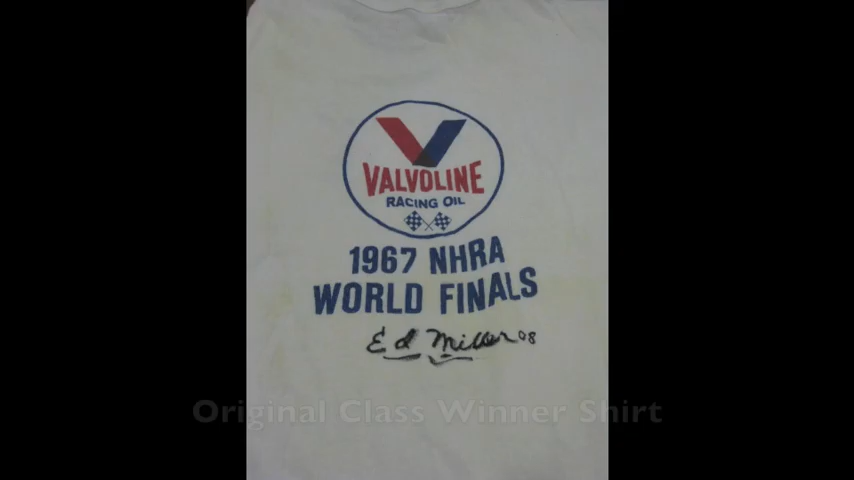 VALVOLINE
RACING OIL
1967 NHRA
WORLD FINALS
Ed Miller 08
Original Class Winner Shirt